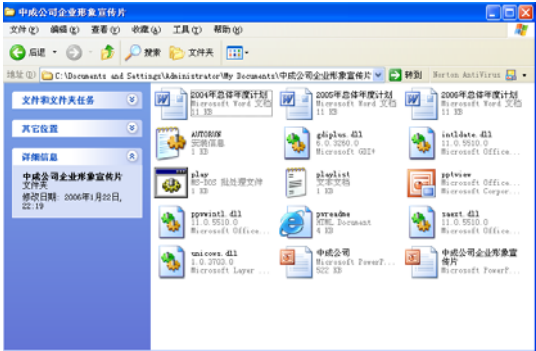 中成公司企业形象宣传片
文件(F) 编辑(E) 查看(V) 收藏(A) 工具(T) 帮助(H)
后退 搜索 文件夹
地址(D) C:\Documents and Settings\Administrator\My Documents\中成公司企业形象宣传片 转到 Norton AntiVirus
文件和文件夹任务
其它位置
详细信息
中成公司企业形象宣传片
文件夹
修改日期: 2006年1月22日,
22:19
2004年总体年度计划
Microsoft Word 文档
11 KB
2005年总体年度计划
Microsoft Word 文档
11 KB
2006年总体年度计划
Microsoft Word 文档
11 KB
AUTORUN
安装信息
1 KB
gdiplus.dll
6.0.3260.0
Microsoft GDI+
intldate.dll
11.0.5510.0
Microsoft Office...
play
MS-DOS 批处理文件
1 KB
playlist
文本文档
1 KB
pptview
Microsoft Office...
Microsoft Corpor...
ppvwintl.dll
11.0.5510.0
Microsoft Office...
pvreadme
HTML Document
4 KB
saext.dll
11.0.5510.0
Microsoft Office...
unicows.dll
1.0.3703.0
Microsoft Layer ...
中成公司
Microsoft PowerP...
522 KB
中成公司企业形象宣
传片
Microsoft PowerP...